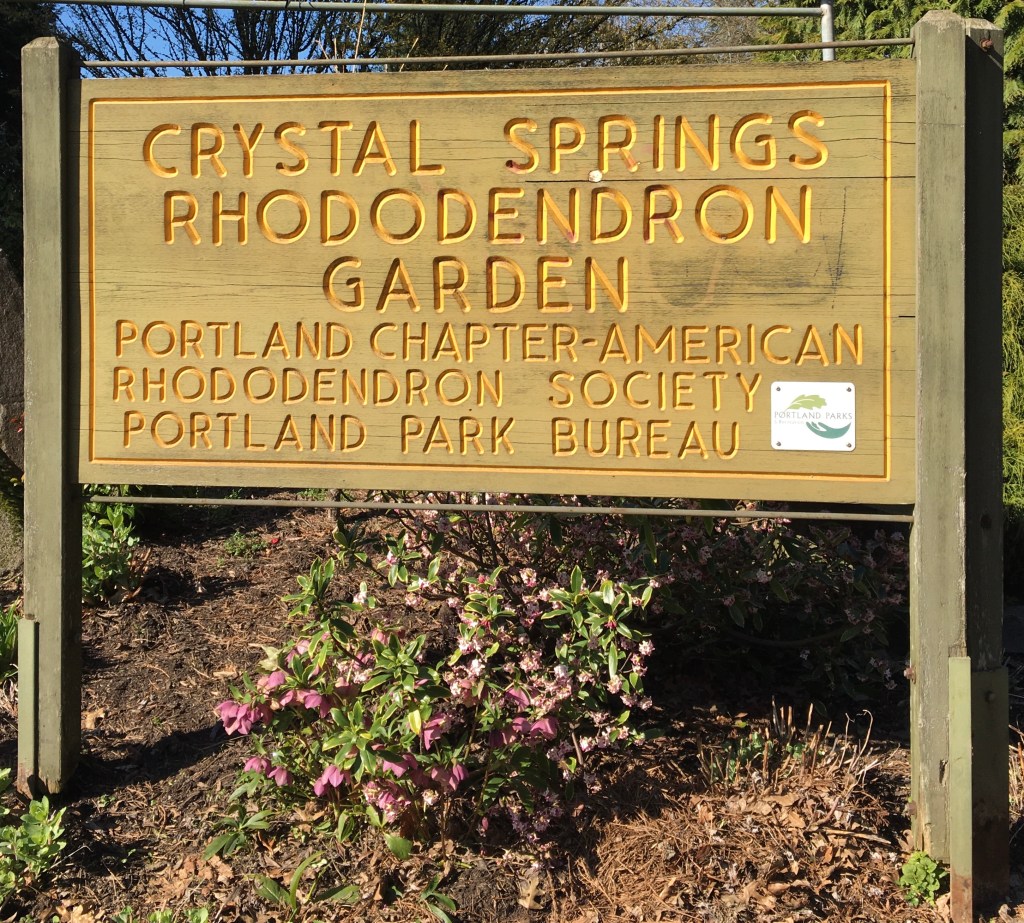 CRYSTAL SPRINGS
RHODODENDRON
GARDEN
PORTLAND CHAPTER-AMERICAN
RHODODENDRON SOCIETY
PORTLAND PARK BUREAU
PORTLAND PARKS